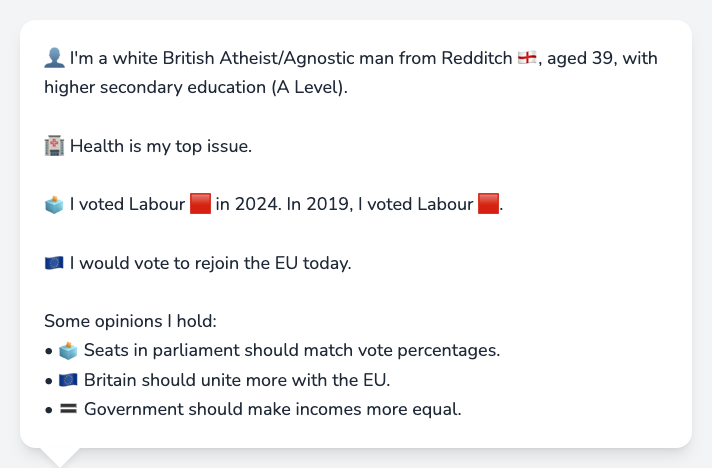 👤 I'm a white British Atheist/Agnostic man from Redditch 🏴󠁧󠁢󠁥󠁮󠁧󠁿, aged 39, with
higher secondary education (A Level).
🏥 Health is my top issue.
🗳️ I voted Labour 🟥 in 2024. In 2019, I voted Labour 🟥.
🇪🇺 I would vote to rejoin the EU today.
Some opinions I hold:
• 🗳️ Seats in parliament should match vote percentages.
• 🇪🇺 Britain should unite more with the EU.
• 🟰 Government should make incomes more equal.